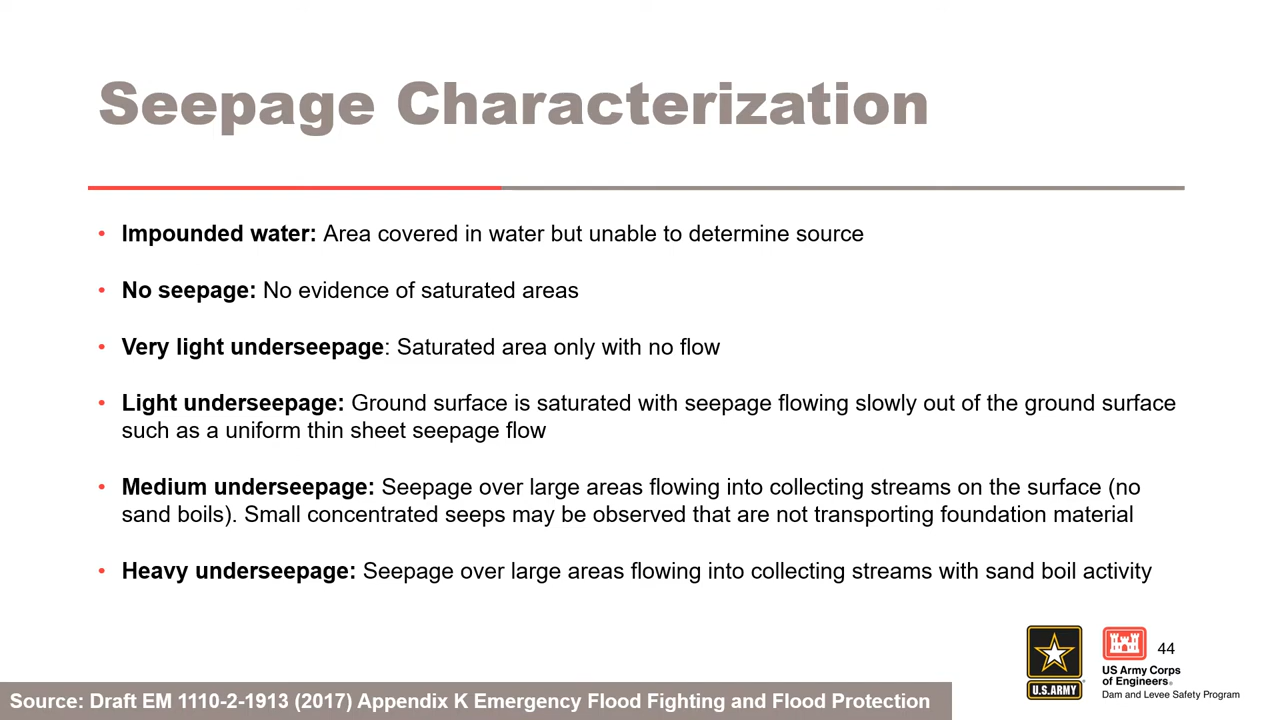 Seepage Characterization
• Impounded water: Area covered in water but unable to determine source
• No seepage: No evidence of saturated areas
• Very light underseepage: Saturated area only with no flow
• Light underseepage: Ground surface is saturated with seepage flowing slowly out of the ground surface
such as a uniform thin sheet seepage flow
• Medium underseepage: Seepage over large areas flowing into collecting streams on the surface (no
sand boils). Small concentrated seeps may be observed that are not transporting foundation material
• Heavy underseepage: Seepage over large areas flowing into collecting streams with sand boil activity
44
U.S.ARMY
US Army Corps
of Engineers®
Dam and Levee Safety Program
Source: Draft EM 1110-2-1913 (2017) Appendix K Emergency Flood Fighting and Flood Protection